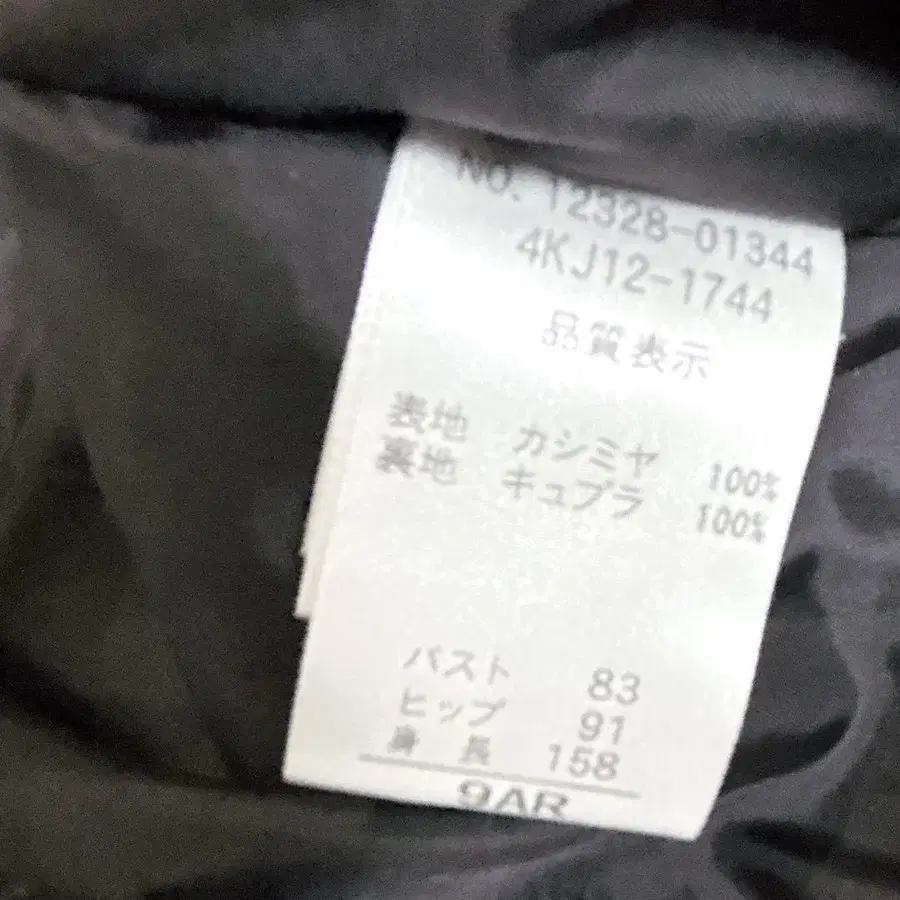 NO. 12328-01344
4KJ12-1744
品質表示
表地 カシミヤ 100%
裏地 キュプラ 100%
バスト 83
ヒップ 91
身長 158
9AR